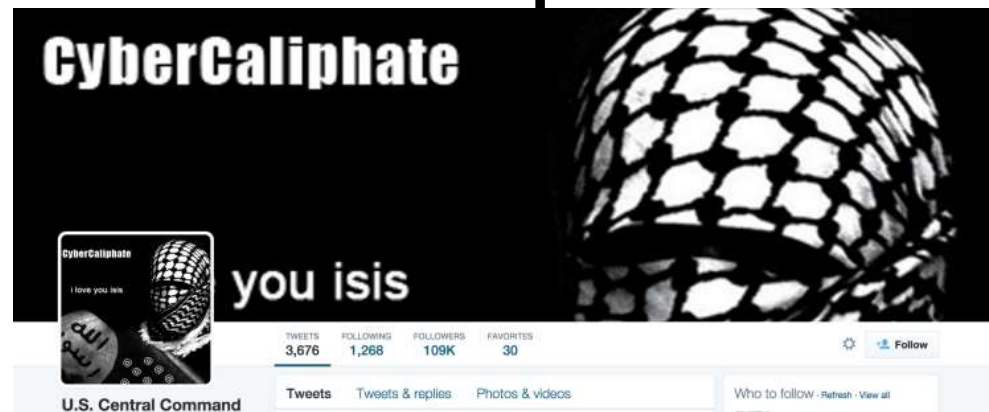 CyberCaliphate
you isis
CyberCaliphate
i love you isis
TWEETS FOLLOWING FOLLOWERS FAVORITES
3,676 1,268 109K 30
Follow
Tweets Tweets & replies Photos & videos
Who to follow · Refresh · View all
U.S. Central Command